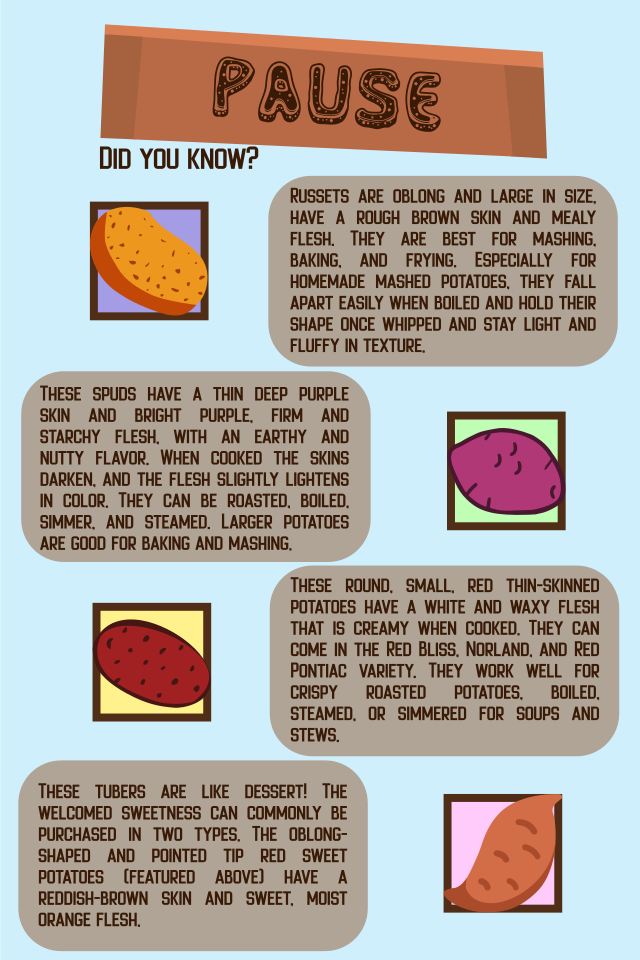 PAUSE
DID YOU KNOW?
RUSSETS ARE OBLONG AND LARGE IN SIZE,
HAVE A ROUGH BROWN SKIN AND MEALY
FLESH. THEY ARE BEST FOR MASHING,
BAKING, AND FRYING. ESPECIALLY FOR
HOMEMADE MASHED POTATOES, THEY FALL
APART EASILY WHEN BOILED AND HOLD THEIR
SHAPE ONCE WHIPPED AND STAY LIGHT AND
FLUFFY IN TEXTURE.
THESE SPUDS HAVE A THIN DEEP PURPLE
SKIN AND BRIGHT PURPLE, FIRM AND
STARCHY FLESH, WITH AN EARTHY AND
NUTTY FLAVOR. WHEN COOKED THE SKINS
DARKEN, AND THE FLESH SLIGHTLY LIGHTENS
IN COLOR. THEY CAN BE ROASTED, BOILED,
SIMMER, AND STEAMED. LARGER POTATOES
ARE GOOD FOR BAKING AND MASHING.
THESE ROUND, SMALL, RED THIN-SKINNED
POTATOES HAVE A WHITE AND WAXY FLESH
THAT IS CREAMY WHEN COOKED. THEY CAN
COME IN THE RED BLISS, NORLAND, AND RED
PONTIAC VARIETY. THEY WORK WELL FOR
CRISPY ROASTED POTATOES, BOILED,
STEAMED, OR SIMMERED FOR SOUPS AND
STEWS.
THESE TUBERS ARE LIKE DESSERT! THE
WELCOMED SWEETNESS CAN COMMONLY BE
PURCHASED IN TWO TYPES. THE OBLONG-
SHAPED AND POINTED TIP RED SWEET
POTATOES (FEATURED ABOVE) HAVE A
REDDISH-BROWN SKIN AND SWEET, MOIST
ORANGE FLESH.